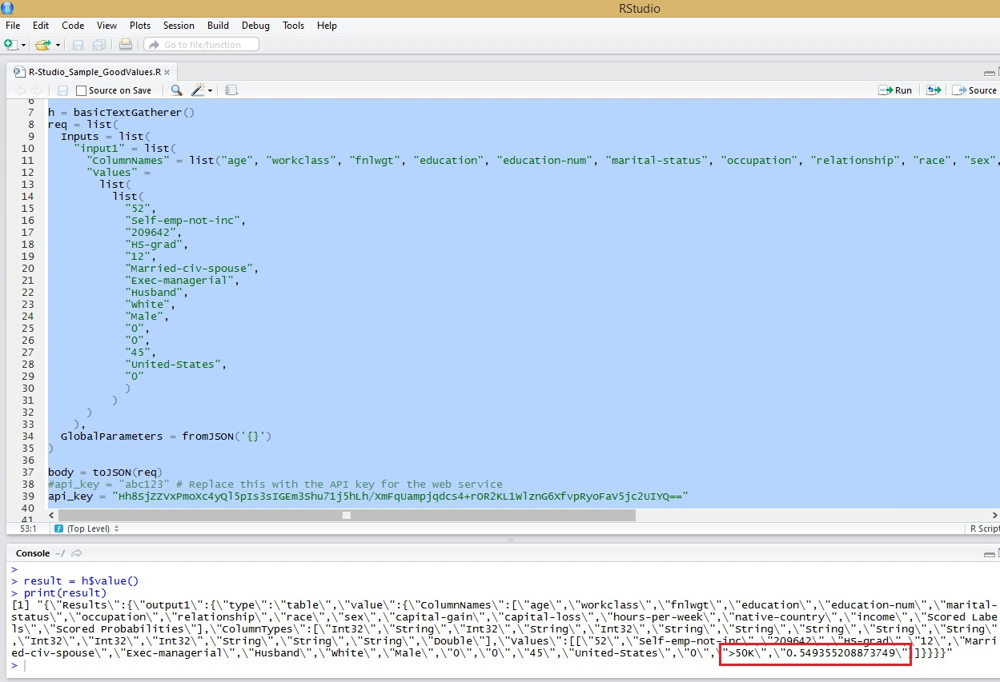 RStudio
File Edit Code View Plots Session Build Debug Tools Help
Go to file/function
R-Studio_Sample_GoodValues.R
Source on Save Run Source
6
7 h = basicTextGatherer()
8 req = list(
9 Inputs = list(
10 "input1" = list(
11 "ColumnNames" = list("age", "workclass", "fnlwgt", "education", "education-num", "marital-status", "occupation", "relationship", "race", "sex",
12 "Values" =
13 list(
14 list(
15 "52",
16 "Self-emp-not-inc",
17 "209642",
18 "HS-grad",
19 "12",
20 "Married-civ-spouse",
21 "Exec-managerial",
22 "Husband",
23 "White",
24 "Male",
25 "0",
26 "0",
27 "45",
28 "United-States",
29 "0"
30 )
31 )
32 )
33 ),
34 GlobalParameters = fromJSON('{}')
35 )
36
37 body = toJSON(req)
38 #api_key = "abc123" # Replace this with the API key for the web service
39 api_key = "Hh8SjZZVxPmoXc4yQl5pIs3sIGEm3Shu71j5hLh/XmFqUampjqdcs4+rOR2KL1WlznG6XfvpRyoFaV5jc2UIYQ=="
40
41
53:1 (Top Level) R Script
Console ~/
>
> result = h$value()
> print(result)
[1] "{\"Results\":{\"output1\":{\"type\":\"table\",\"value\":{\"ColumnNames\":[\"age\",\"workclass\",\"fnlwgt\",\"education\",\"education-num\",\"marital-
status\",\"occupation\",\"relationship\",\"race\",\"sex\",\"capital-gain\",\"capital-loss\",\"hours-per-week\",\"native-country\",\"income\",\"Scored Labe
ls\",\"Scored Probabilities\"],\"ColumnTypes\":[\"Int32\",\"String\",\"Int32\",\"String\",\"Int32\",\"String\",\"String\",\"String\",\"String\",\"String\"
,\"Int32\",\"Int32\",\"Int32\",\"String\",\"String\",\"String\",\"Double\"],\"Values\":[[\"52\",\"Self-emp-not-inc\",\"209642\",\"HS-grad\",\"12\",\"Marri
ed-civ-spouse\",\"Exec-managerial\",\"Husband\",\"White\",\"Male\",\"0\",\"0\",\"45\",\"United-States\",\"0\",\">50K\",\"0.549355208873749\"]]}}}}"
>